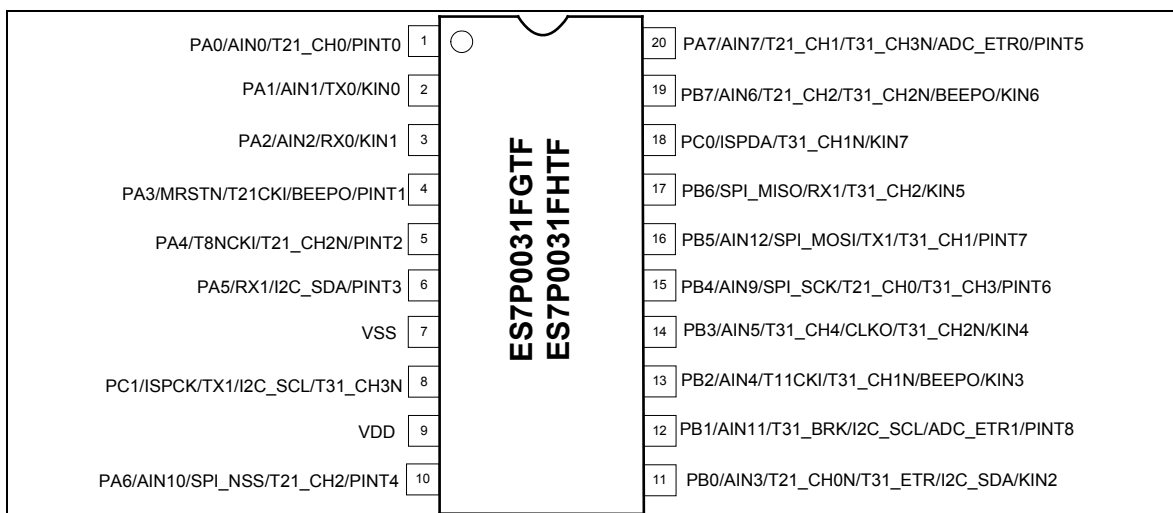 PA0/AIN0/T21_CH0/PINT0 1
PA1/AIN1/TX0/KIN0 2
PA2/AIN2/RX0/KIN1 3
PA3/MRSTN/T21CKI/BEEPO/PINT1 4
PA4/T8NCKI/T21_CH2N/PINT2 5
PA5/RX1/I2C_SDA/PINT3 6
VSS 7
PC1/ISPCK/TX1/I2C_SCL/T31_CH3N 8
VDD 9
PA6/AIN10/SPI_NSS/T21_CH2/PINT4 10
ES7P0031FGTF
ES7P0031FHTF
20 PA7/AIN7/T21_CH1/T31_CH3N/ADC_ETR0/PINT5
19 PB7/AIN6/T21_CH2/T31_CH2N/BEEPO/KIN6
18 PC0/ISPDA/T31_CH1N/KIN7
17 PB6/SPI_MISO/RX1/T31_CH2/KIN5
16 PB5/AIN12/SPI_MOSI/TX1/T31_CH1/PINT7
15 PB4/AIN9/SPI_SCK/T21_CH0/T31_CH3/PINT6
14 PB3/AIN5/T31_CH4/CLKO/T31_CH2N/KIN4
13 PB2/AIN4/T11CKI/T31_CH1N/BEEPO/KIN3
12 PB1/AIN11/T31_BRK/I2C_SCL/ADC_ETR1/PINT8
11 PB0/AIN3/T21_CH0N/T31_ETR/I2C_SDA/KIN2